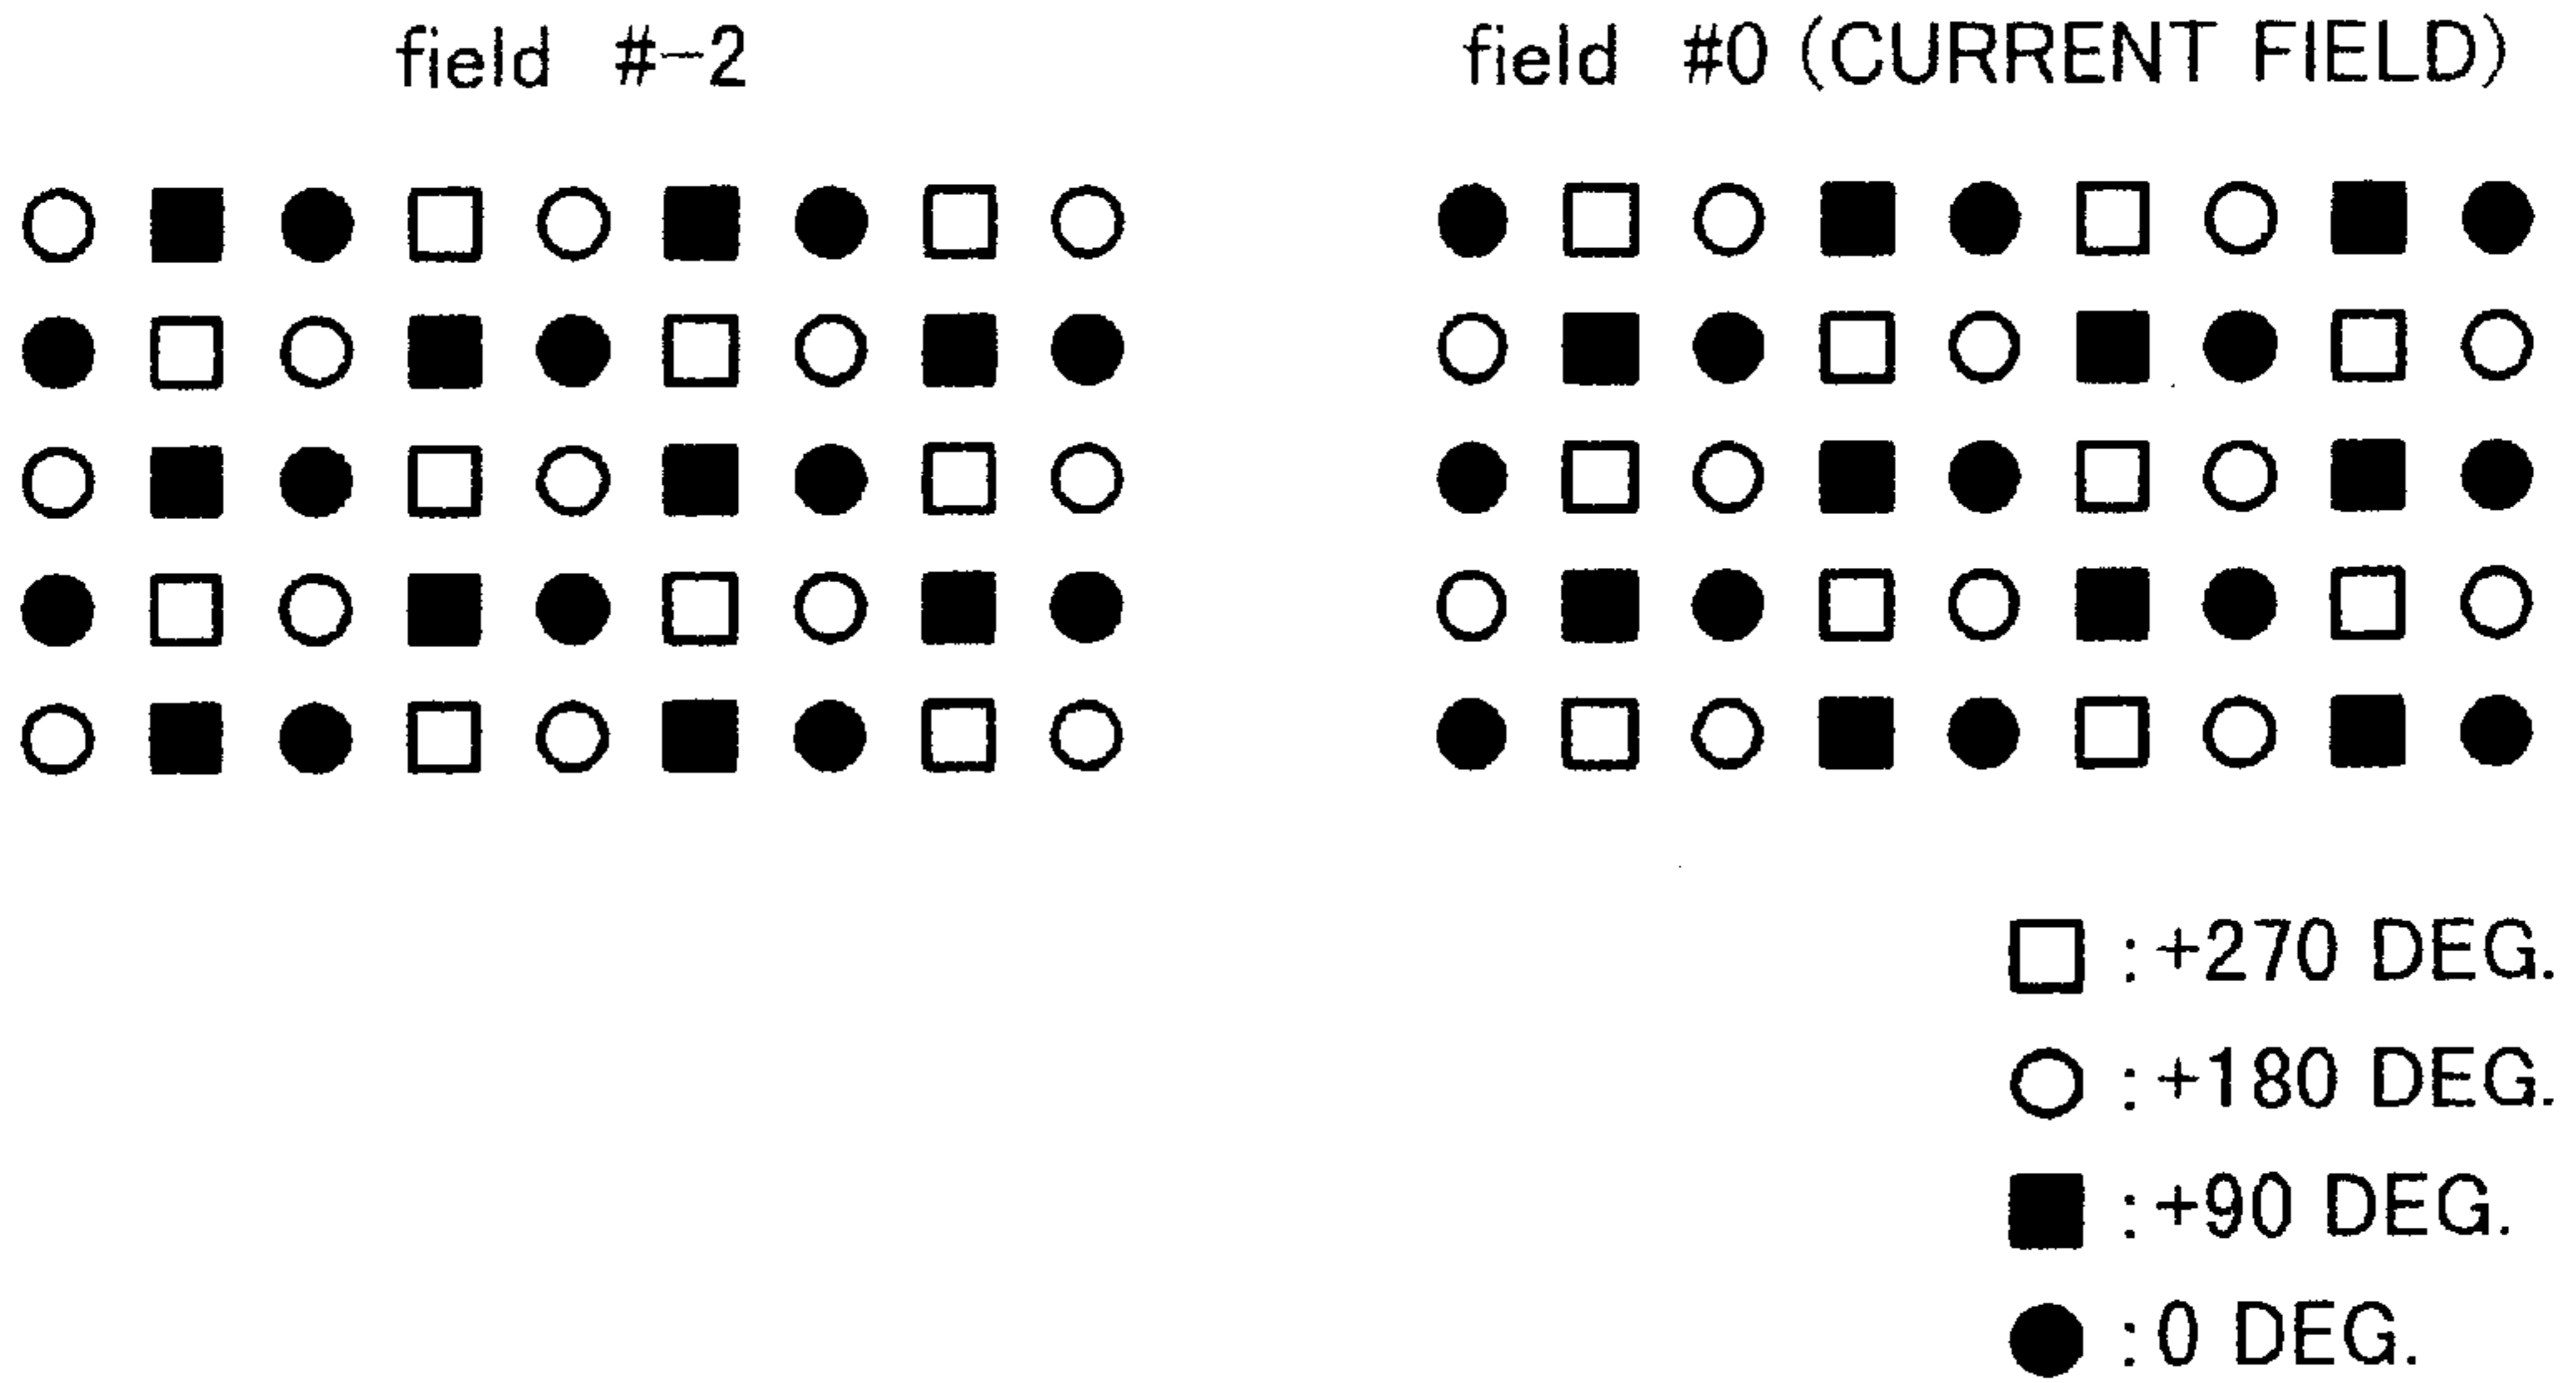 field #-2
field #0 (CURRENT FIELD)
:+270 DEG.
:+180 DEG.
:+90 DEG.
:0 DEG.